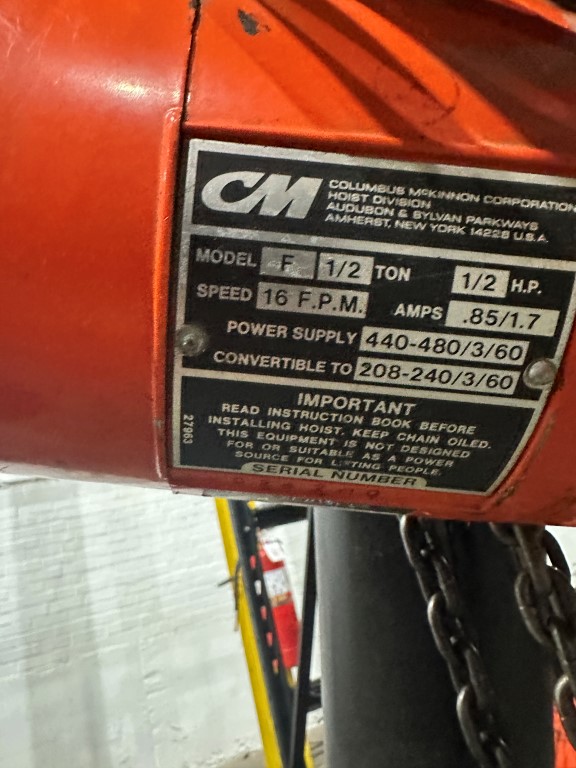 CM
COLUMBUS McKINNON CORPORATION
HOIST DIVISION
AUDUBON & SYLVAN PARKWAYS
AMHERST, NEW YORK 14228 U.S.A.
MODEL F 1/2 TON 1/2 H.P.
SPEED 16 F.P.M. AMPS .85/1.7
POWER SUPPLY 440-480/3/60
CONVERTIBLE TO 208-240/3/60
IMPORTANT
READ INSTRUCTION BOOK BEFORE
INSTALLING HOIST. KEEP CHAIN OILED.
THIS EQUIPMENT IS NOT DESIGNED
FOR OR SUITABLE AS A POWER
SOURCE FOR LIFTING PEOPLE.
SERIAL NUMBER
27963